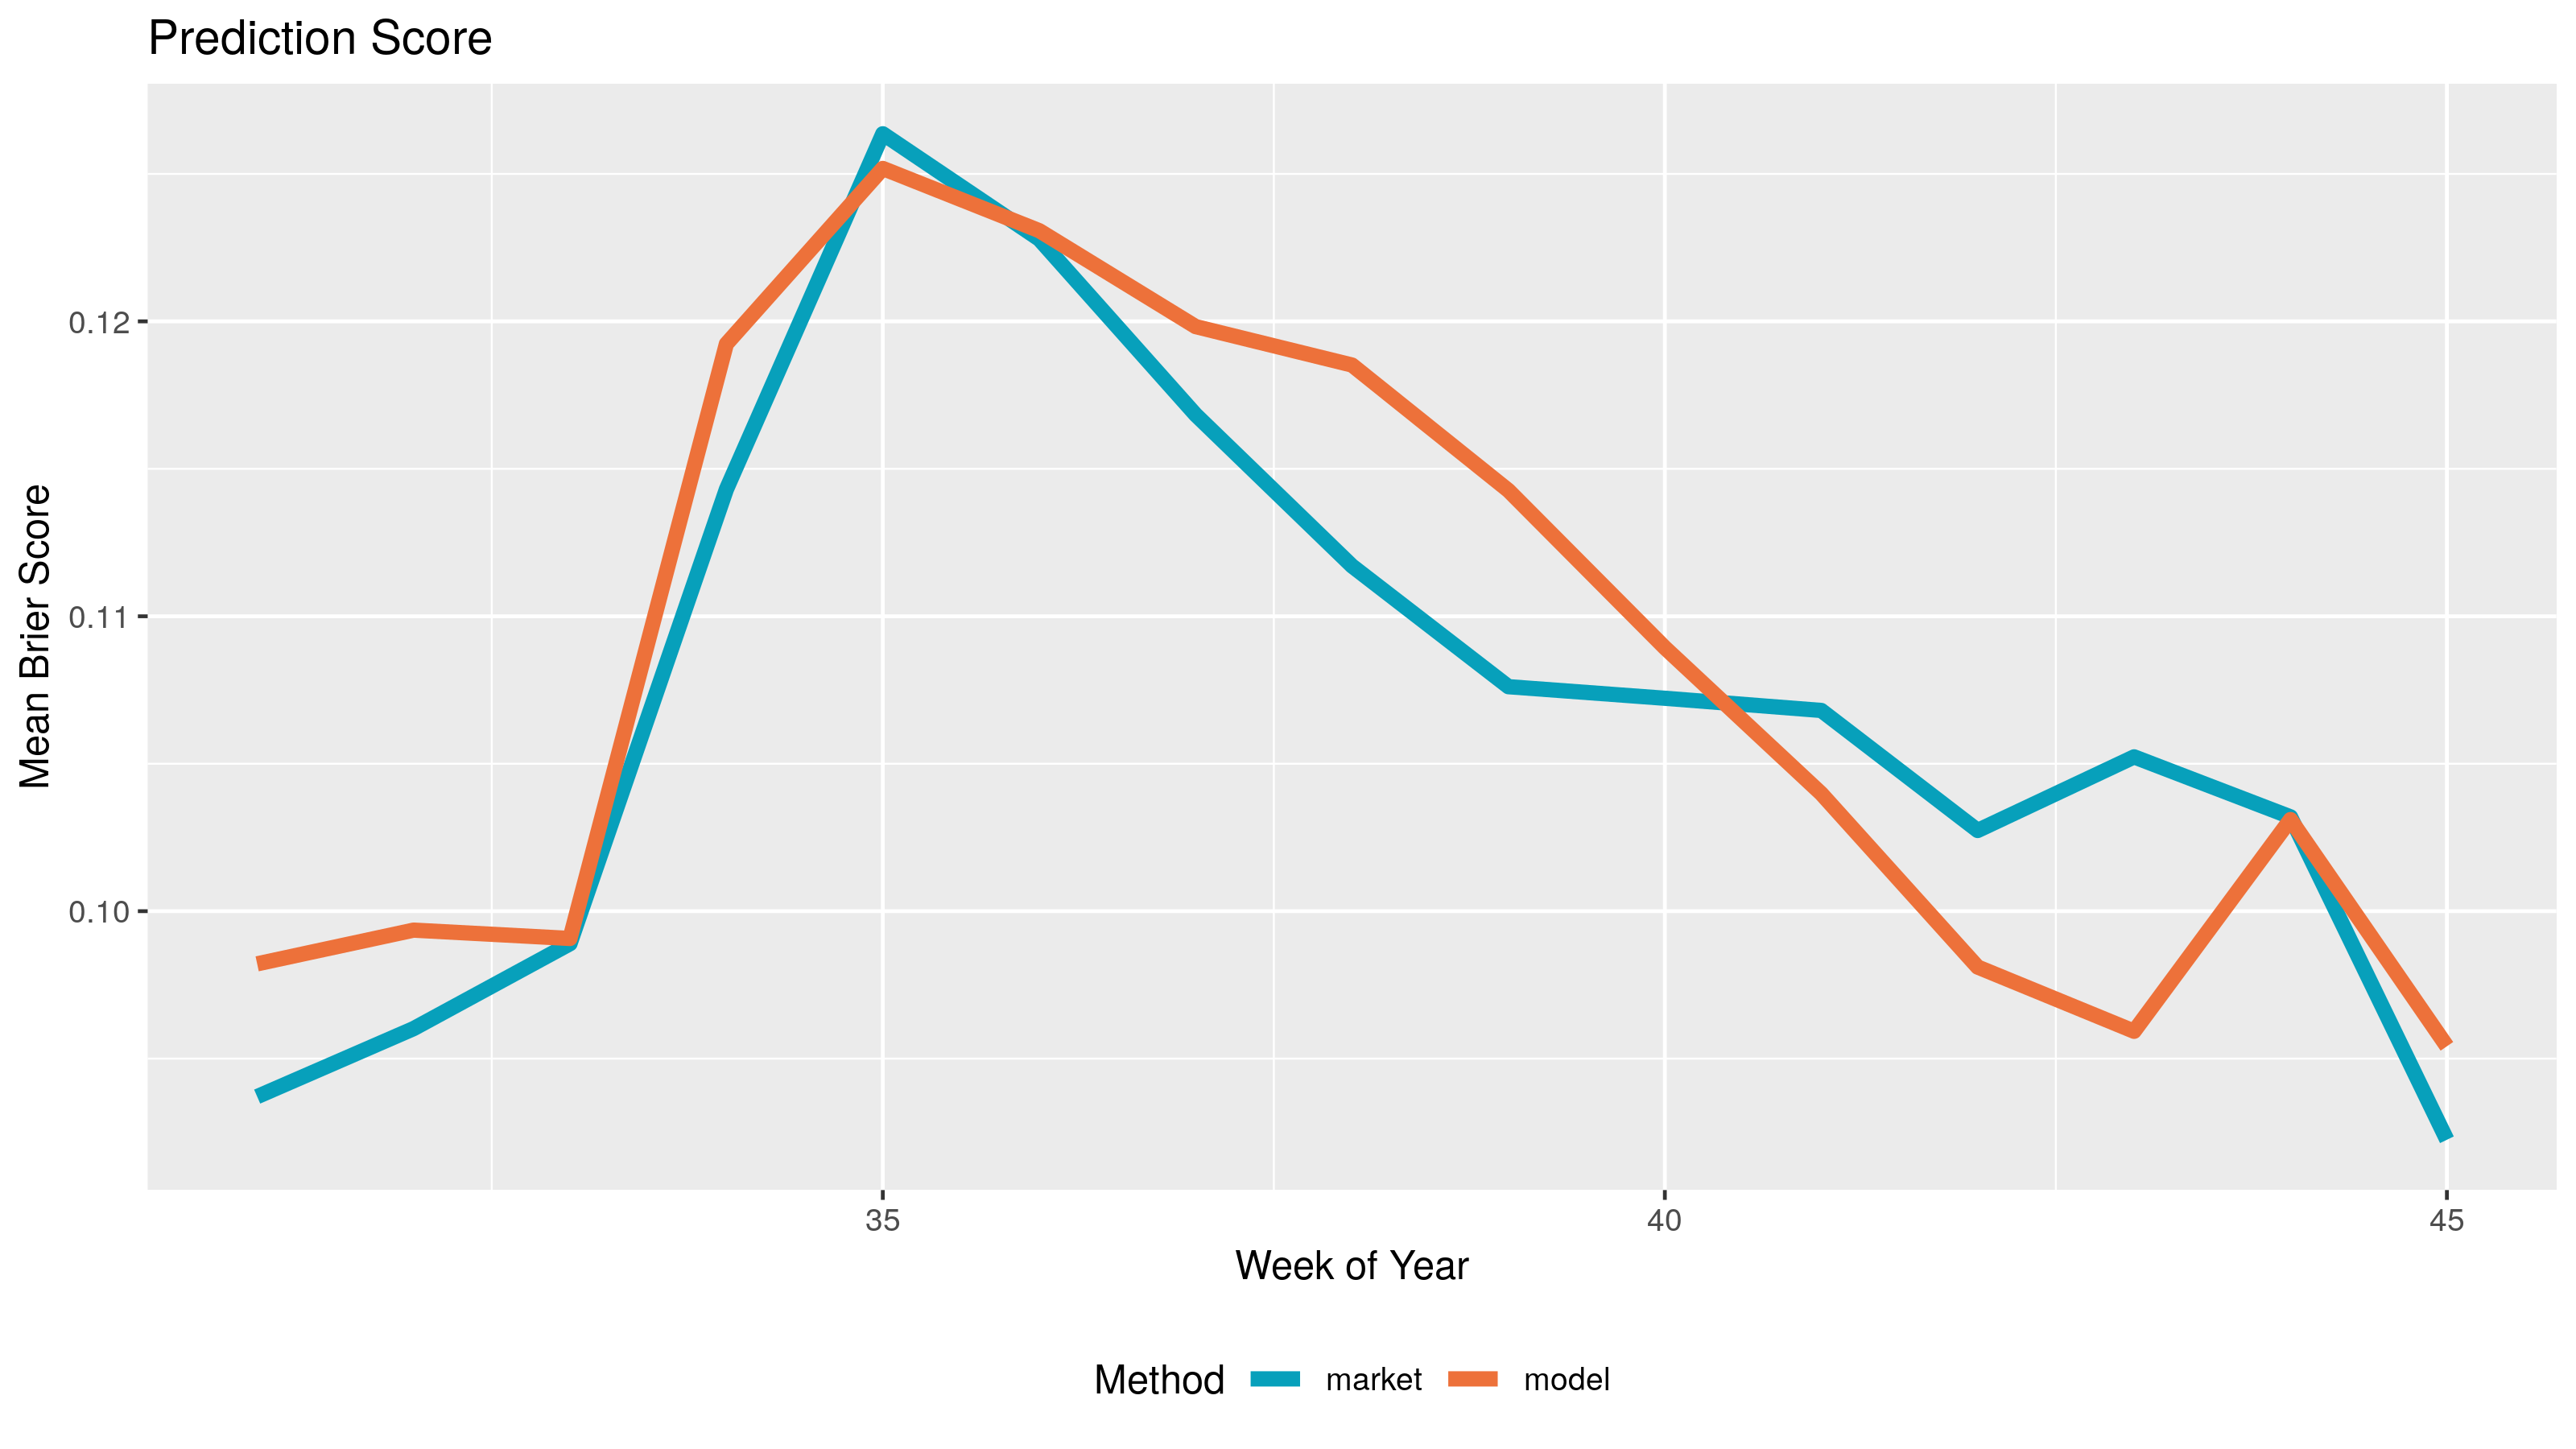 Prediction Score
Mean Brier Score
0.12
0.11
0.10
35 40 45
Week of Year
Method market model